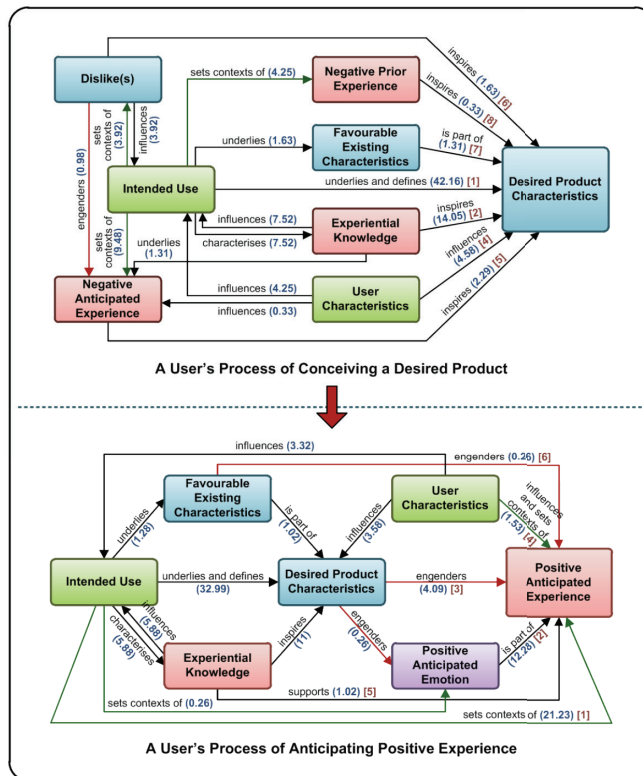 inspires (1.63) [6]
Dislike(s)
sets contexts of (4.25)
Negative Prior
Experience
inspires (0.33) [8]
sets
contexts of
(3.92)
influences
(3.92)
engenders (0.98)
underlies (1.63)
Favourable Existing
Characteristics
is part of
(1.31) [7]
Intended Use
underlies and defines (42.16) [1]
Desired Product
Characteristics
influences (7.52)
characterises (7.52)
Experiential
Knowledge
inspires
(14.05) [2]
sets
contexts of
(9.48)
underlies
(1.31)
influences
(4.58) [4]
Negative
Anticipated
Experience
influences (4.25)
influences (0.33)
User
Characteristics
inspires (2.29) [5]
A User's Process of Conceiving a Desired Product
influences (3.32)
engenders (0.26) [6]
Favourable
Existing
Characteristics
User
Characteristics
influences
and sets
contexts of
(1.53) [4]
underlies
(1.28)
is part of
(1.02)
influences
(3.58)
Intended Use
underlies and defines
(32.99)
Desired Product
Characteristics
engenders
(4.09) [3]
Positive
Anticipated
Experience
influences
(5.88)
characterises
(5.88)
inspires
(11)
engenders
(0.26)
Experiential
Knowledge
Positive
Anticipated
Emotion
is part of
(12.28) [2]
supports (1.02) [5]
sets contexts of (0.26)
sets contexts of (21.23) [1]
A User's Process of Anticipating Positive Experience